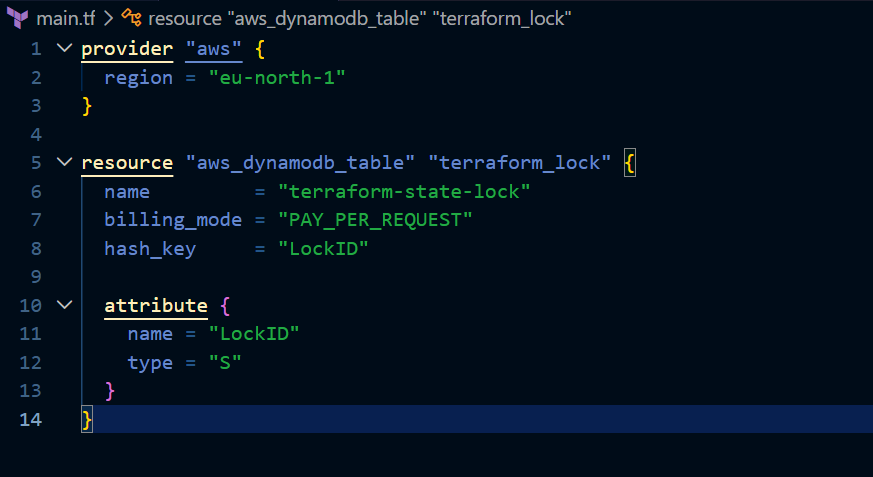 main.tf > resource "aws_dynamodb_table" "terraform_lock"
1 provider "aws" {
2   region = "eu-north-1"
3 }
4
5 resource "aws_dynamodb_table" "terraform_lock" {
6   name         = "terraform-state-lock"
7   billing_mode = "PAY_PER_REQUEST"
8   hash_key     = "LockID"
9
10   attribute {
11     name = "LockID"
12     type = "S"
13   }
14 }